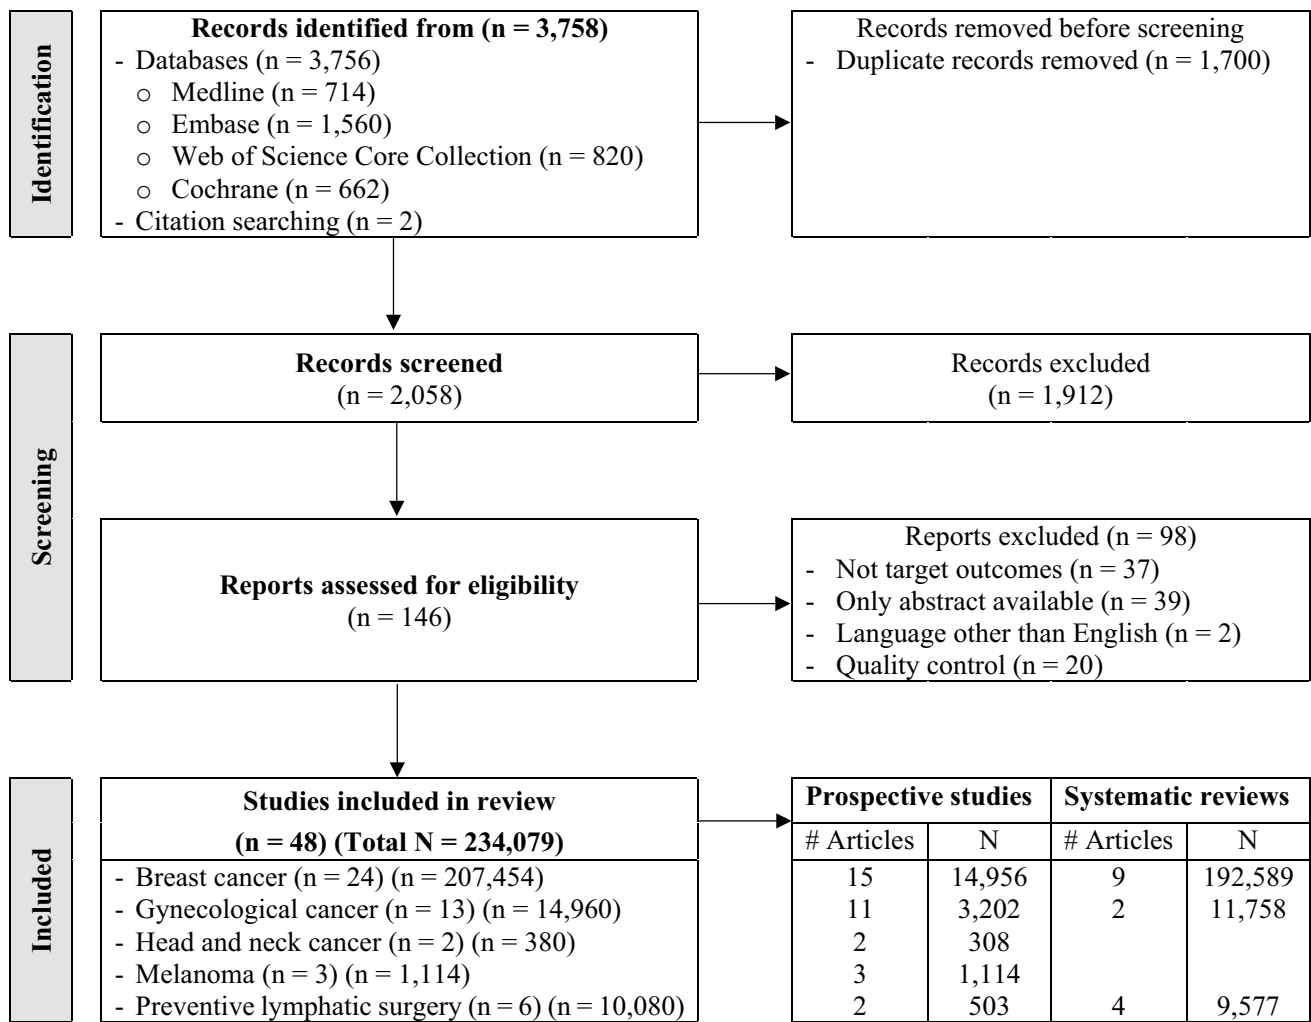 Identification
Records identified from (n = 3,758)
- Databases (n = 3,756)
o Medline (n = 714)
o Embase (n = 1,560)
o Web of Science Core Collection (n = 820)
o Cochrane (n = 662)
- Citation searching (n = 2)
Records removed before screening
- Duplicate records removed (n = 1,700)
Screening
Records screened
(n = 2,058)
Records excluded
(n = 1,912)
Reports assessed for eligibility
(n = 146)
Reports excluded (n = 98)
- Not target outcomes (n = 37)
- Only abstract available (n = 39)
- Language other than English (n = 2)
- Quality control (n = 20)
Included
Studies included in review
(n = 48) (Total N = 234,079)
- Breast cancer (n = 24) (n = 207,454)
- Gynecological cancer (n = 13) (n = 14,960)
- Head and neck cancer (n = 2) (n = 380)
- Melanoma (n = 3) (n = 1,114)
- Preventive lymphatic surgery (n = 6) (n = 10,080)
Prospective studies Systematic reviews
# Articles N # Articles N
15 14,956 9 192,589
11 3,202 2 11,758
2 308
3 1,114
2 503 4 9,577